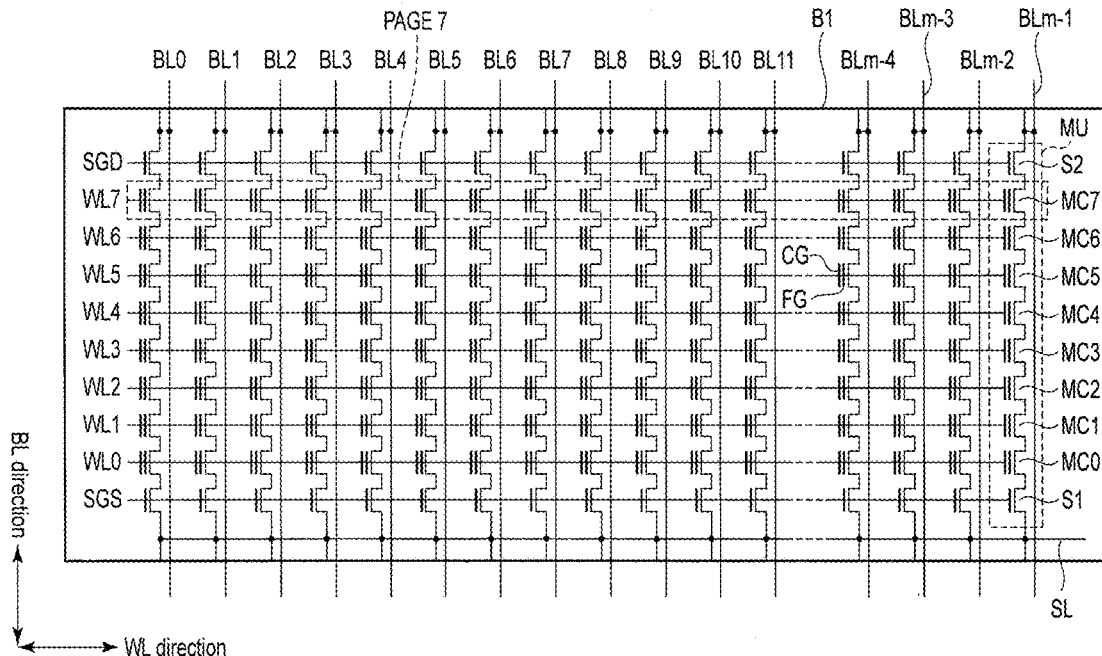 PAGE 7
B1
BLm-3
BLm-1
BL0 BL1 BL2 BL3 BL4 BL5 BL6 BL7 BL8 BL9 BL10 BL11 BLm-4 BLm-2
MU
SGD
S2
WL7
MC7
WL6
MC6
CG
WL5
MC5
FG
WL4
MC4
WL3
MC3
WL2
MC2
WL1
MC1
WL0
MC0
SGS
S1
SL
BL direction
WL direction